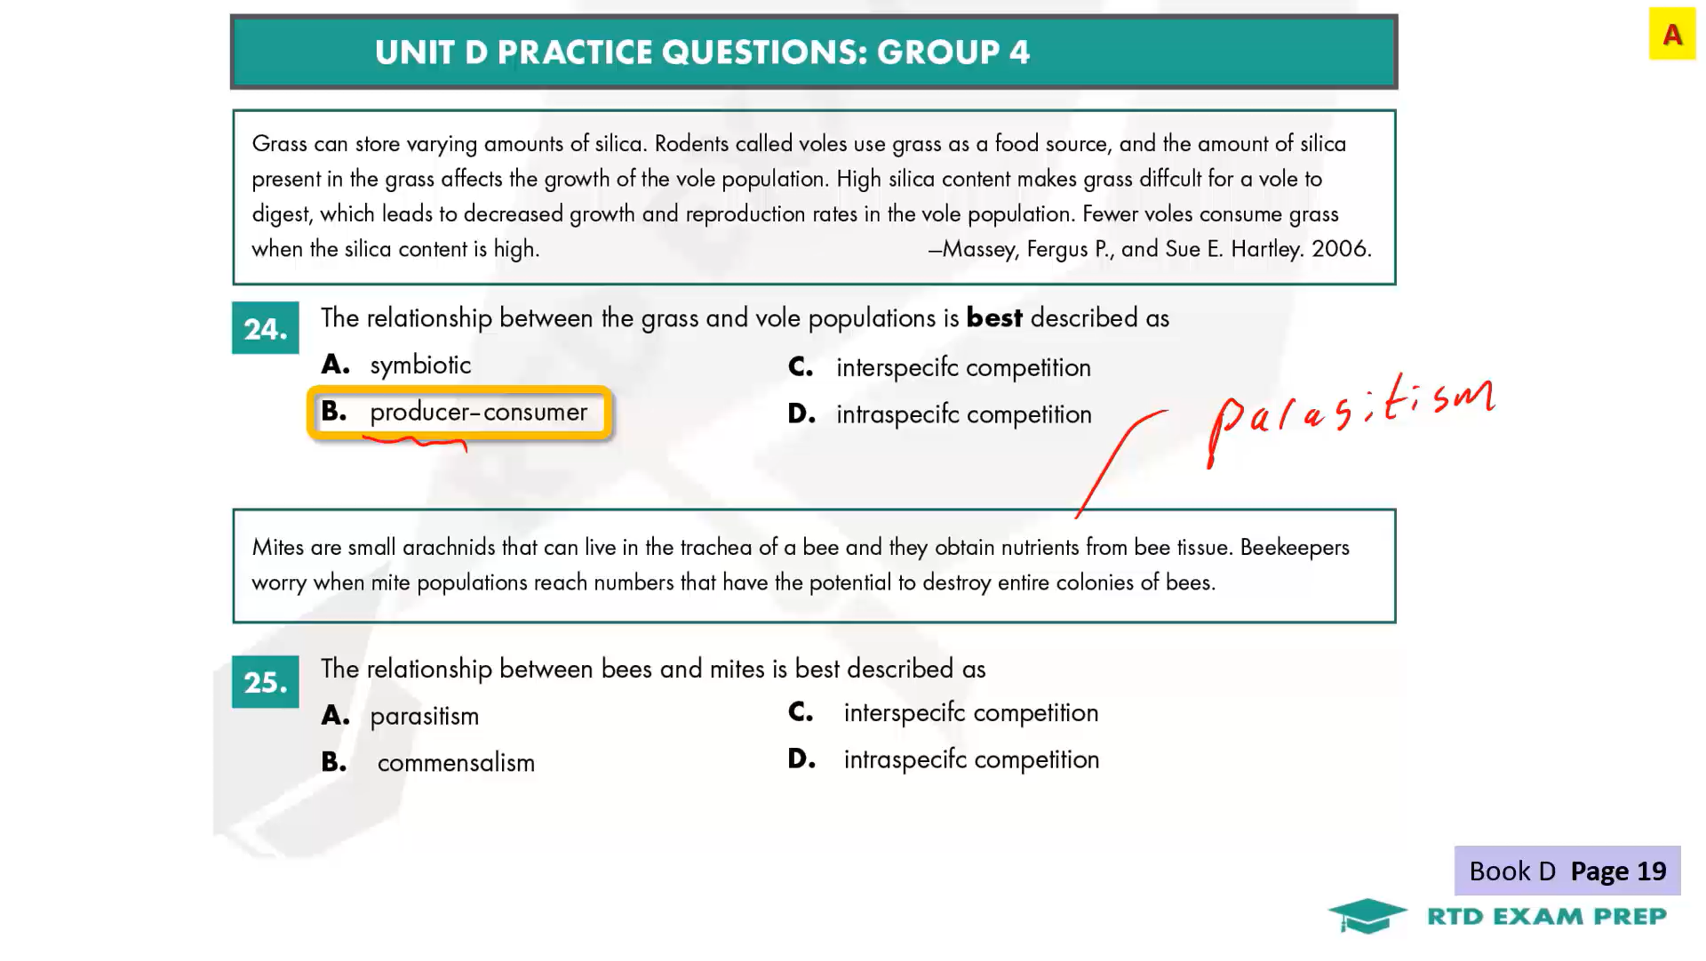 UNIT D PRACTICE QUESTIONS: GROUP 4
A
Grass can store varying amounts of silica. Rodents called voles use grass as a food source, and the amount of silica
present in the grass affects the growth of the vole population. High silica content makes grass diffcult for a vole to
digest, which leads to decreased growth and reproduction rates in the vole population. Fewer voles consume grass
when the silica content is high. –Massey, Fergus P., and Sue E. Hartley. 2006.
24. The relationship between the grass and vole populations is best described as
A. symbiotic
B. producer–consumer
C. interspecifc competition
D. intraspecifc competition
parasitism
Mites are small arachnids that can live in the trachea of a bee and they obtain nutrients from bee tissue. Beekeepers
worry when mite populations reach numbers that have the potential to destroy entire colonies of bees.
25. The relationship between bees and mites is best described as
A. parasitism
B. commensalism
C. interspecifc competition
D. intraspecifc competition
Book D Page 19
RTD EXAM PREP